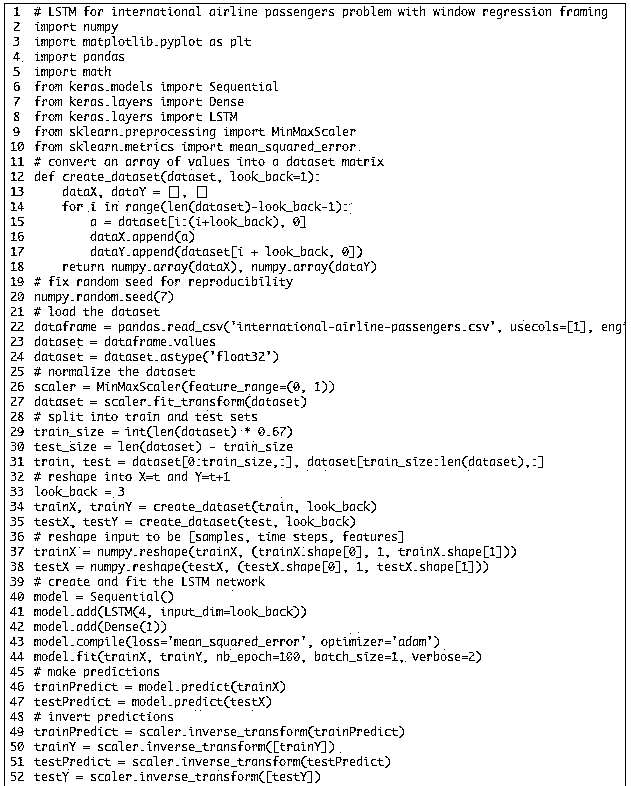 1 # LSTM for international airline passengers problem with window regression framing
2 import numpy
3 import matplotlib.pyplot as plt
4 import pandas
5 import math
6 from keras.models import Sequential
7 from keras.layers import Dense
8 from keras.layers import LSTM
9 from sklearn.preprocessing import MinMaxScaler
10 from sklearn.metrics import mean_squared_error
11 # convert an array of values into a dataset matrix
12 def create_dataset(dataset, look_back=1):
13     dataX, dataY = [], []
14     for i in range(len(dataset)-look_back-1):
15         a = dataset[i:(i+look_back), 0]
16         dataX.append(a)
17         dataY.append(dataset[i + look_back, 0])
18     return numpy.array(dataX), numpy.array(dataY)
19 # fix random seed for reproducibility
20 numpy.random.seed(7)
21 # load the dataset
22 dataframe = pandas.read_csv('international-airline-passengers.csv', usecols=[1], eng
23 dataset = dataframe.values
24 dataset = dataset.astype('float32')
25 # normalize the dataset
26 scaler = MinMaxScaler(feature_range=(0, 1))
27 dataset = scaler.fit_transform(dataset)
28 # split into train and test sets
29 train_size = int(len(dataset) * 0.67)
30 test_size = len(dataset) - train_size
31 train, test = dataset[0:train_size,:], dataset[train_size:len(dataset),:]
32 # reshape into X=t and Y=t+1
33 look_back = 3
34 trainX, trainY = create_dataset(train, look_back)
35 testX, testY = create_dataset(test, look_back)
36 # reshape input to be [samples, time steps, features]
37 trainX = numpy.reshape(trainX, (trainX.shape[0], 1, trainX.shape[1]))
38 testX = numpy.reshape(testX, (testX.shape[0], 1, testX.shape[1]))
39 # create and fit the LSTM network
40 model = Sequential()
41 model.add(LSTM(4, input_dim=look_back))
42 model.add(Dense(1))
43 model.compile(loss='mean_squared_error', optimizer='adam')
44 model.fit(trainX, trainY, nb_epoch=100, batch_size=1, verbose=2)
45 # make predictions
46 trainPredict = model.predict(trainX)
47 testPredict = model.predict(testX)
48 # invert predictions
49 trainPredict = scaler.inverse_transform(trainPredict)
50 trainY = scaler.inverse_transform([trainY])
51 testPredict = scaler.inverse_transform(testPredict)
52 testY = scaler.inverse_transform([testY])